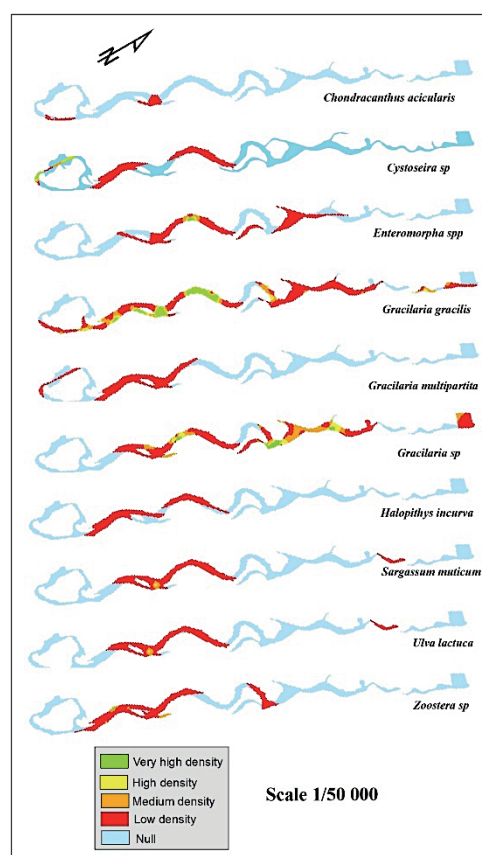 N
Chondracanthus acicularis
Cystoseira sp
Enteromorpha spp
Gracilaria gracilis
Gracilaria multipartita
Gracilaria sp
Halopithys incurva
Sargassum muticum
Ulva lactuca
Zoostera sp
Very high density
High density
Medium density
Low density
Null
Scale 1/50 000